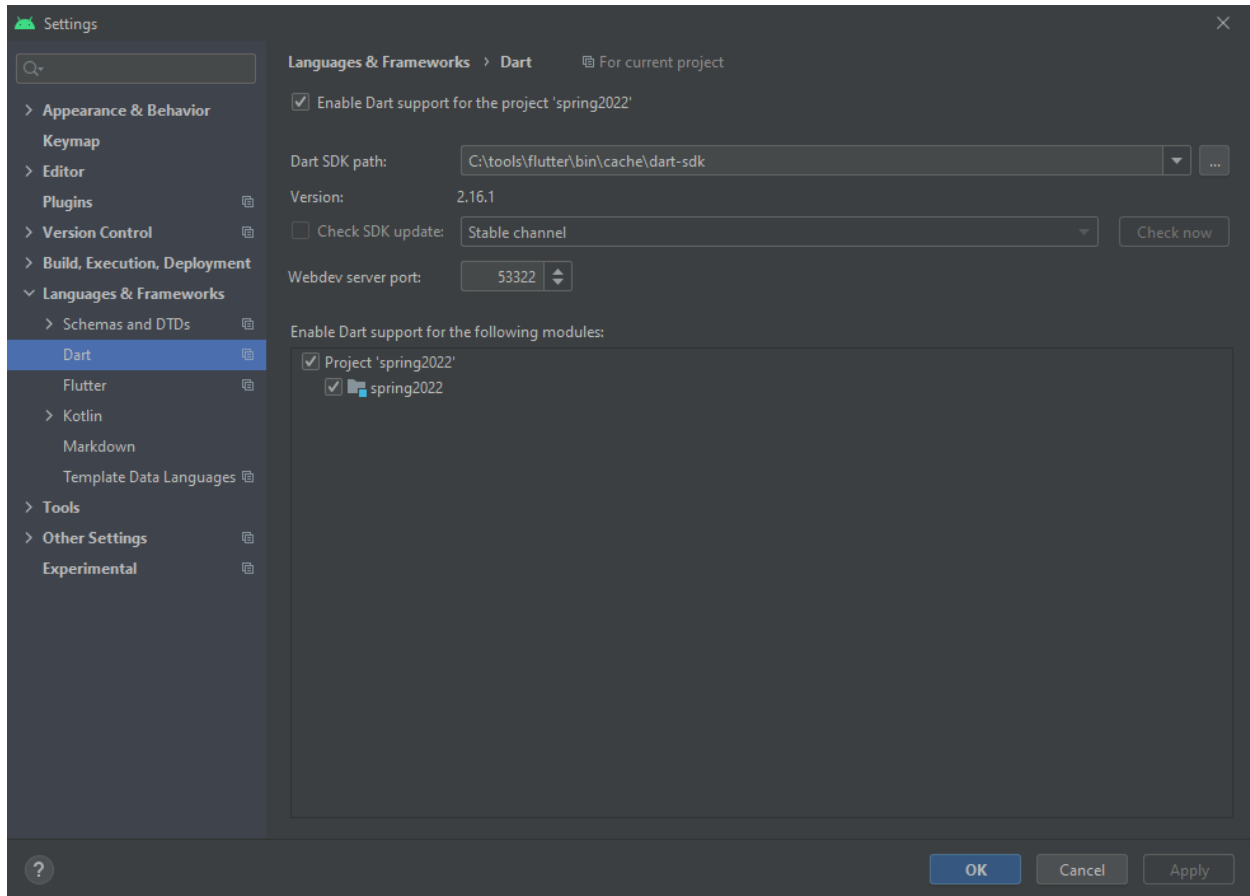 Settings
Appearance & Behavior
Keymap
Editor
Plugins
Version Control
Build, Execution, Deployment
Languages & Frameworks
Schemas and DTDs
Dart
Flutter
Kotlin
Markdown
Template Data Languages
Tools
Other Settings
Experimental
Languages & Frameworks › Dart For current project
Enable Dart support for the project 'spring2022'
Dart SDK path: C:\tools\flutter\bin\cache\dart-sdk ...
Version: 2.16.1
Check SDK update: Stable channel Check now
Webdev server port: 53322
Enable Dart support for the following modules:
Project 'spring2022'
spring2022
? OK Cancel Apply